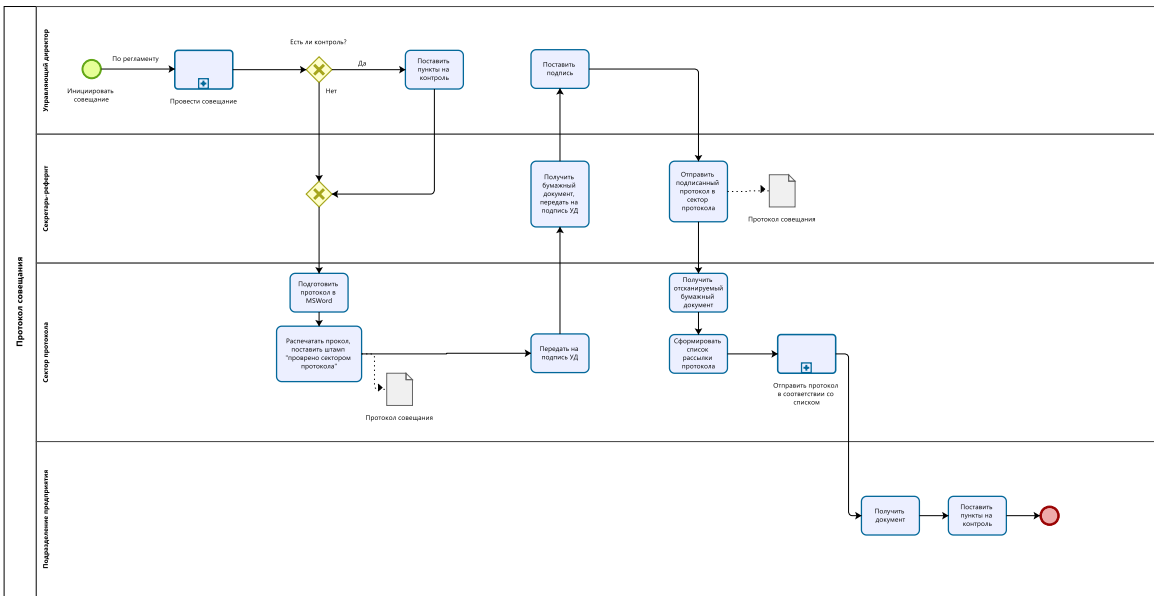 Протокол совещания
Управляющий директор
Есть ли контроль?
По регламенту
Инициировать
совещание
Провести совещание
Да
Нет
Поставить
пункты на
контроль
Поставить
подпись
Секретарь-реферпт
Получить
бумажный
документ,
передать на
подпись УД
Отправить
подписанный
протокол в
сектор
протокола
Протокол совещания
Сектор протокола
Подготовить
протокол в
MSWord
Распечатать прокол,
поставить штамп
"проврено сектором
протокола"
Протокол совещания
Передать на
подпись УД
Получить
отсканируемый
бумажный
документ
Сформировать
список
рассылки
протокола
Отправить протокол
в соответствии со
списком
Подразделение предприятия
Получить
документ
Поставить
пункты на
контроль